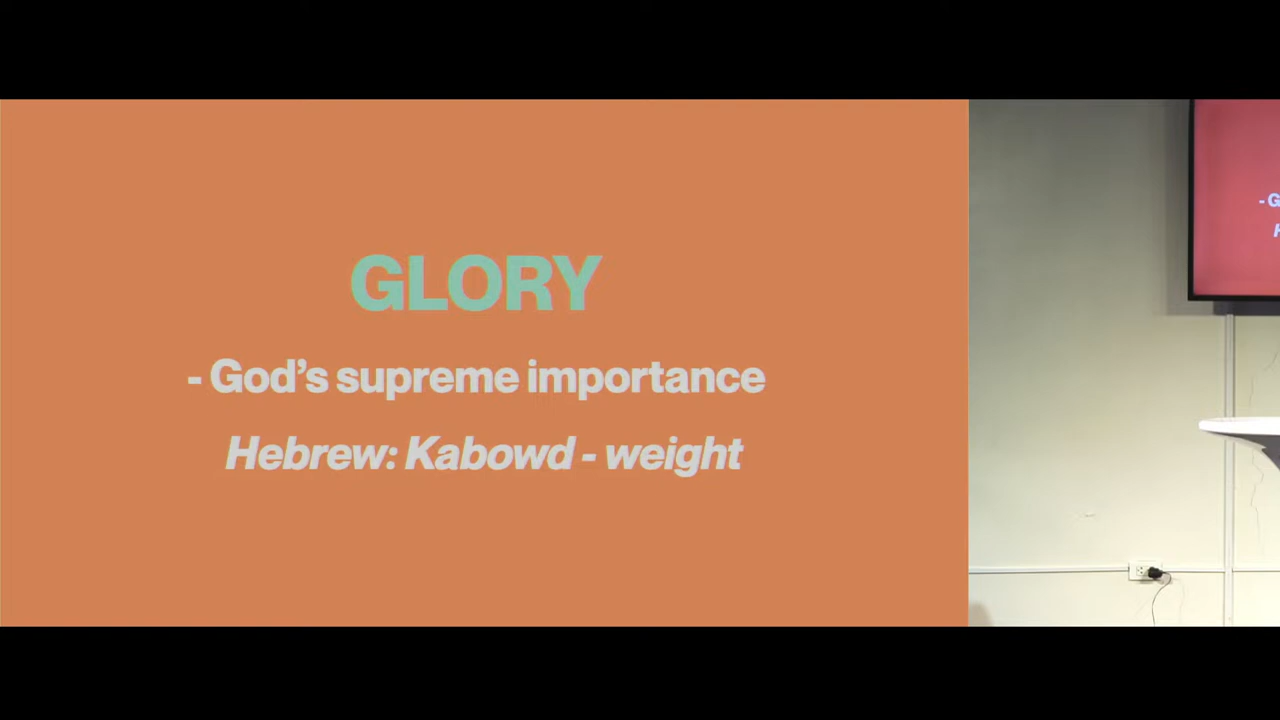 GLORY
- God's supreme importance
Hebrew: Kabowd - weight
- G
H